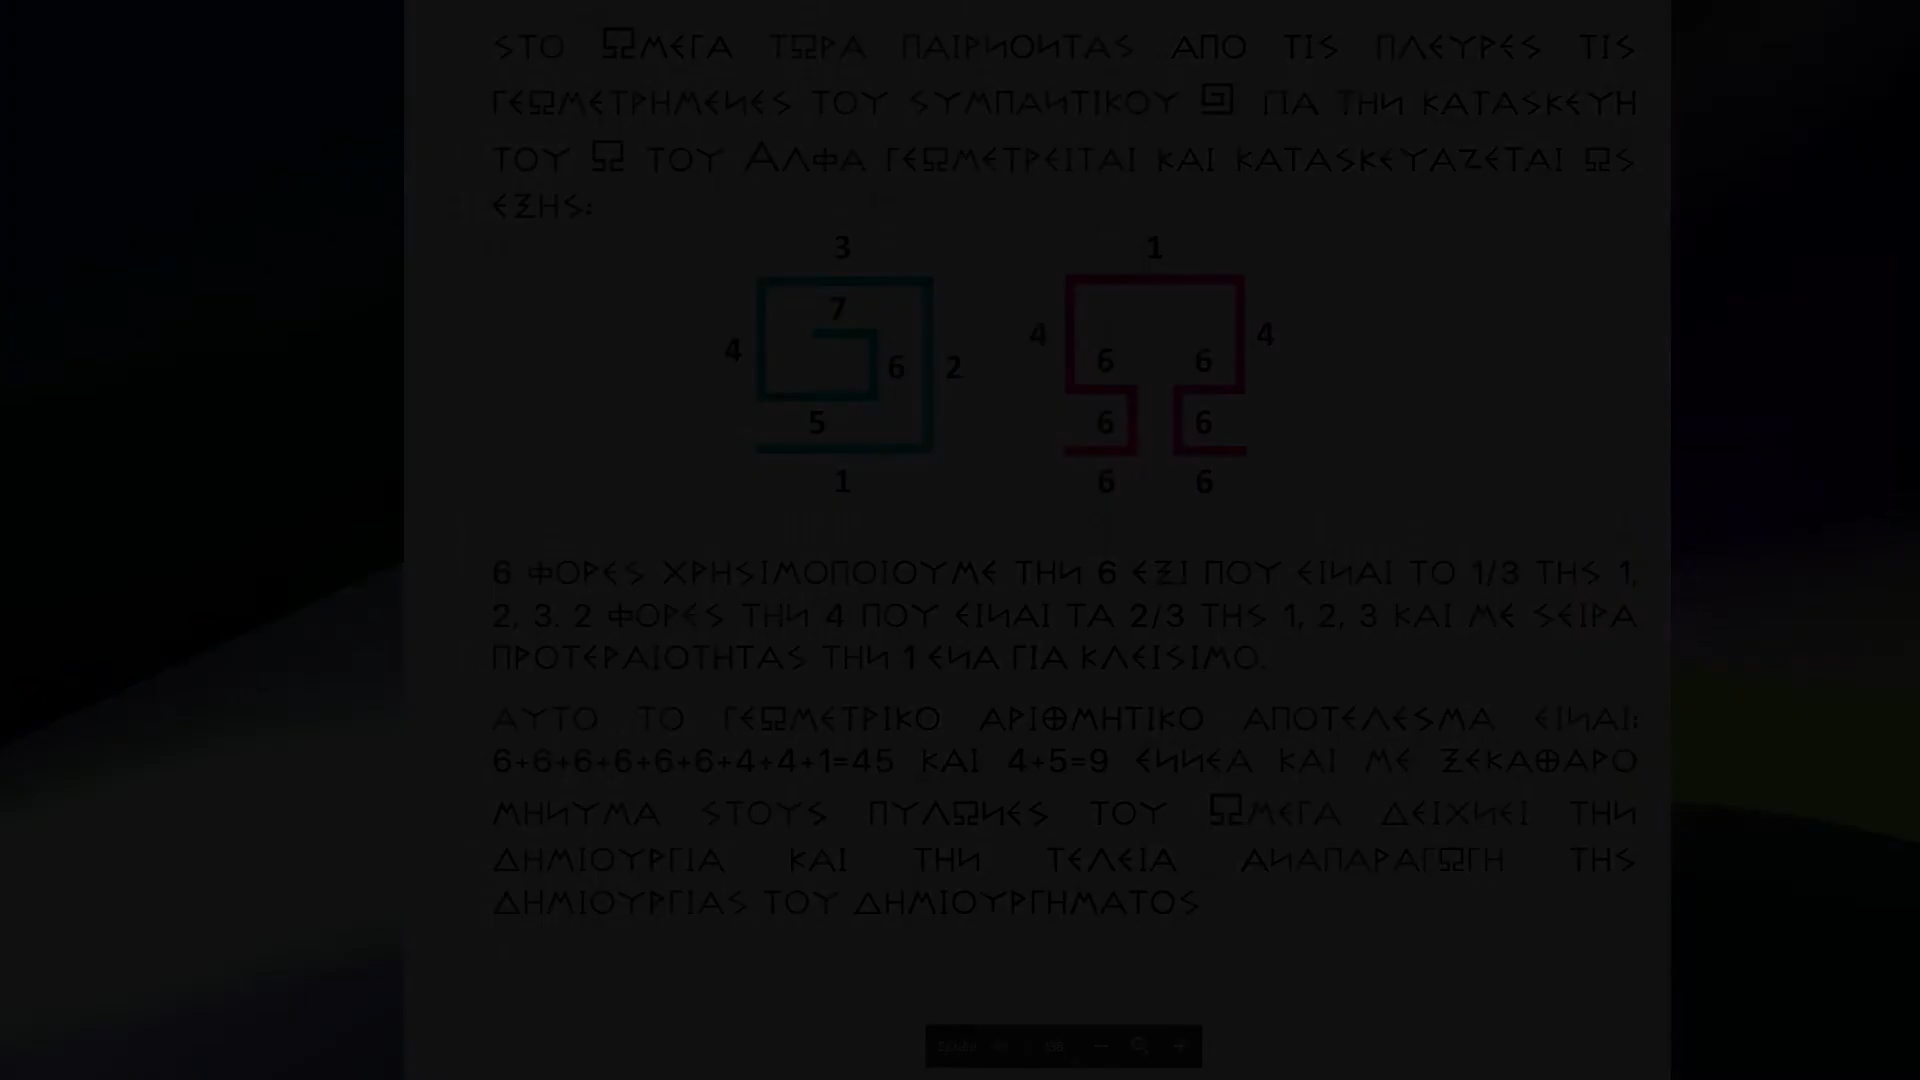 ΣΤΟ ΩΜΕΓΑ ΤΩΡΑ ΠΑΙΡΝΟΝΤΑΣ ΑΠΟ ΤΙΣ ΠΛΕΥΡΕΣ ΤΙΣ
ΓΕΩΜΕΤΡΗΜΕΝΕΣ ΤΟΥ ΣΥΜΠΑΝΤΙΚΟΥ ΓΙΑ ΤΗΝ ΚΑΤΑΣΚΕΥΗ
ΤΟΥ Ω ΤΟΥ ΑΛΦΑ ΓΕΩΜΕΤΡΕΙΤΑΙ ΚΑΙ ΚΑΤΑΣΚΕΥΑΖΕΤΑΙ ΩΣ
ΕΞΗΣ:
3 1
7
4 6 2 4 6 6 4
5 6 6
1 6 6
6 ΦΟΡΕΣ ΧΡΗΣΙΜΟΠΟΙΟΥΜΕ ΤΗΝ 6 ΕΞΙ ΠΟΥ ΕΙΝΑΙ ΤΟ 1/3 ΤΗΣ 1,
2, 3, 2 ΦΟΡΕΣ ΤΗΝ 4 ΠΟΥ ΕΙΝΑΙ ΤΑ 2/3 ΤΗΣ 1, 2, 3 ΚΑΙ ΜΕ ΣΕΙΡΑ
ΠΡΟΤΕΡΑΙΟΤΗΤΑΣ ΤΗΝ 1 ΕΝΑ ΓΙΑ ΚΛΕΙΣΙΜΟ.
ΑΥΤΟ ΤΟ ΓΕΩΜΕΤΡΙΚΟ ΑΡΙΘΜΗΤΙΚΟ ΑΠΟΤΕΛΕΣΜΑ ΕΙΝΑΙ:
6+6+6+6+6+6+4+4+1=45 ΚΑΙ 4+5=9 ΕΝΝΕΑ ΚΑΙ ΜΕ ΞΕΚΑΘΑΡΟ
ΜΗΝΥΜΑ ΣΤΟΥΣ ΠΥΛΩΝΕΣ ΤΟΥ ΩΜΕΓΑ ΔΕΙΧΝΕΙ ΤΗΝ
ΔΗΜΙΟΥΡΓΙΑ ΚΑΙ ΤΗΝ ΤΕΛΕΙΑ ΑΝΑΠΑΡΑΓΩΓΗ ΤΗΣ
ΔΗΜΙΟΥΡΓΙΑΣ ΤΟΥ ΔΗΜΙΟΥΡΓΗΜΑΤΟΣ